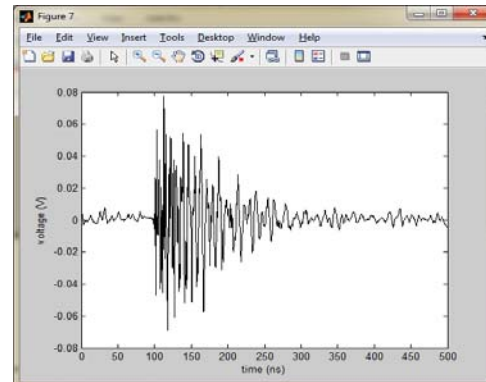 Figure 7
File Edit View Insert Tools Desktop Window Help
0.08
0.06
0.04
0.02
0
-0.02
-0.04
-0.06
-0.08
voltage (V)
0 50 100 150 200 250 300 350 400 450 500
time (ns)